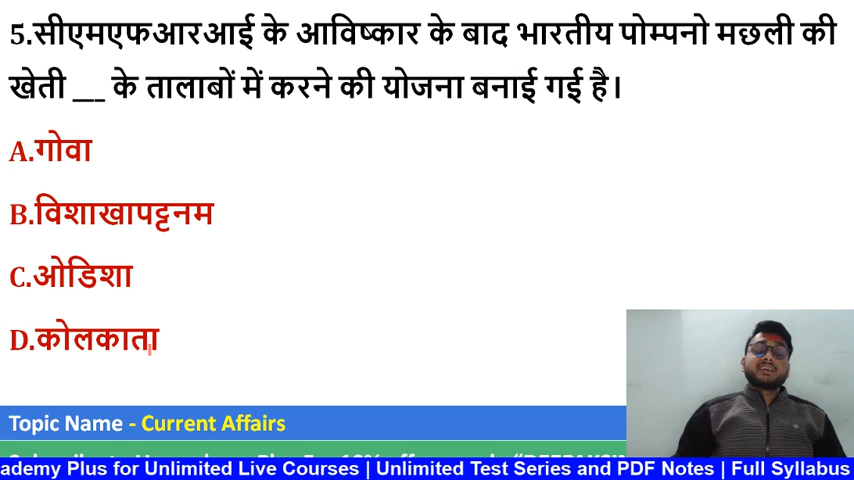 5.सीएमएफआरआई के आविष्कार के बाद भारतीय पोम्पनो मछली की
खेती __ के तालाबों में करने की योजना बनाई गई है।
A.गोवा
B.विशाखापट्टनम
C.ओडिशा
D.कोलकाता
Topic Name - Current Affairs
ademy Plus for Unlimited Live Courses | Unlimited Test Series and PDF Notes | Full Syllabus